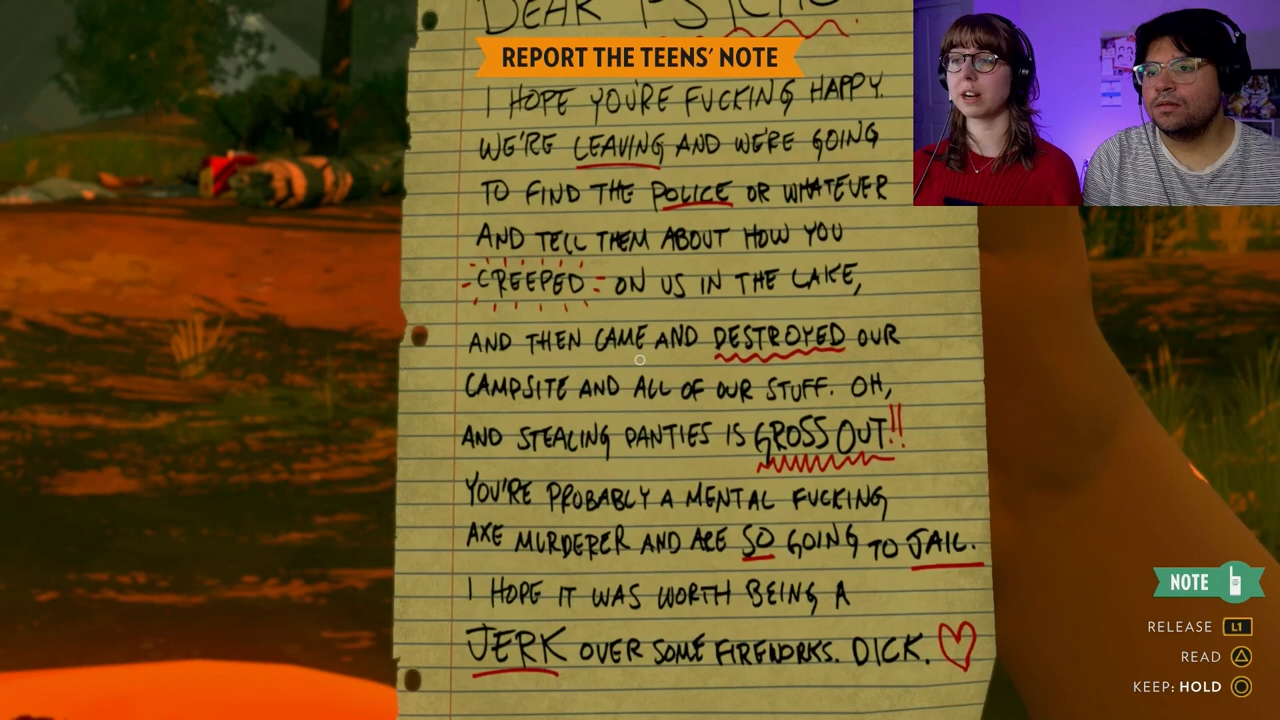 DEAR PSYCHO
REPORT THE TEENS' NOTE
I HOPE YOU'RE FUCKING HAPPY.
WE'RE LEAVING AND WE'RE GOING
TO FIND THE POLICE OR WHATEVER
AND TELL THEM ABOUT HOW YOU
CREEPED ON US IN THE LAKE,
AND THEN CAME AND DESTROYED OUR
CAMPSITE AND ALL OF OUR STUFF. OH,
AND STEALING PANTIES IS GROSS OUT!!
YOU'RE PROBABLY A MENTAL FUCKING
AXE MURDERER AND ARE SO GOING TO JAIL.
I HOPE IT WAS WORTH BEING A
JERK OVER SOME FIREWORKS. DICK.
NOTE
RELEASE L1
READ
KEEP: HOLD